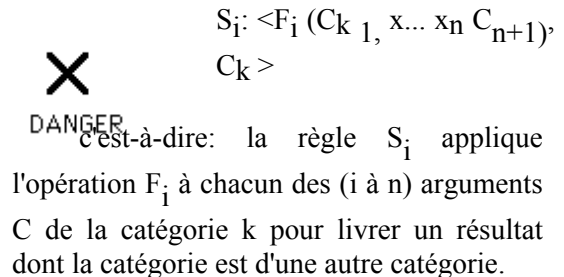 Si: <Fi (Ck 1, x... xn Cn+1),
Ck >
DANGER
c'est-à-dire: la règle Si applique
l'opération Fi à chacun des (i à n) arguments
C de la catégorie k pour livrer un résultat
dont la catégorie est d'une autre catégorie.